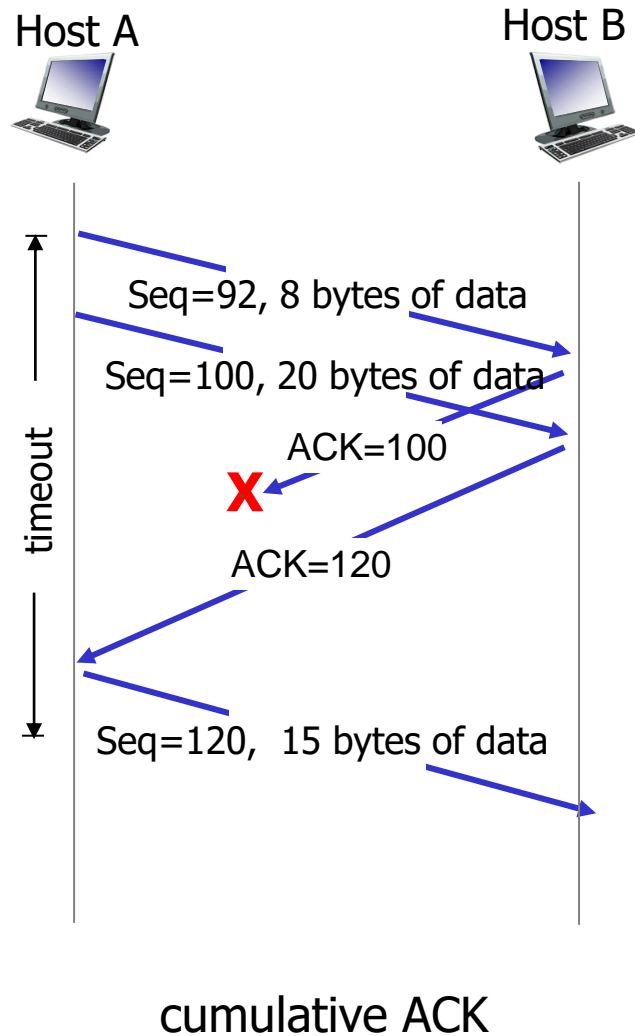 Host A
Host B
Seq=92, 8 bytes of data
Seq=100, 20 bytes of data
ACK=100
X
timeout
ACK=120
Seq=120,  15 bytes of data
cumulative ACK